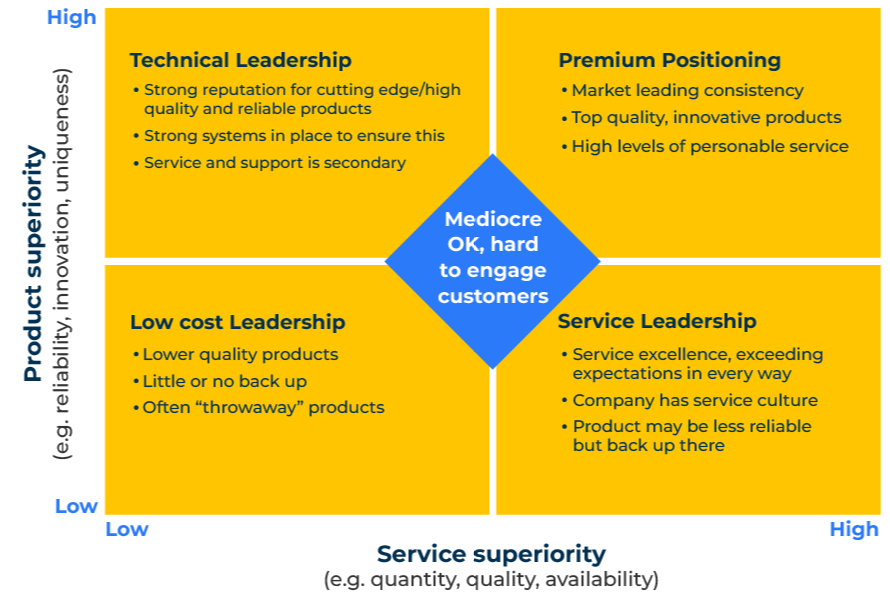 High
Technical Leadership
• Strong reputation for cutting edge/high
quality and reliable products
• Strong systems in place to ensure this
• Service and support is secondary
Premium Positioning
• Market leading consistency
• Top quality, innovative products
• High levels of personable service
Mediocre
OK, hard
to engage
customers
Low cost Leadership
• Lower quality products
• Little or no back up
• Often “throwaway” products
Service Leadership
• Service excellence, exceeding
expectations in every way
• Company has service culture
• Product may be less reliable
but back up there
Product superiority
(e.g. reliability, innovation, uniqueness)
Low
Low
High
Service superiority
(e.g. quantity, quality, availability)